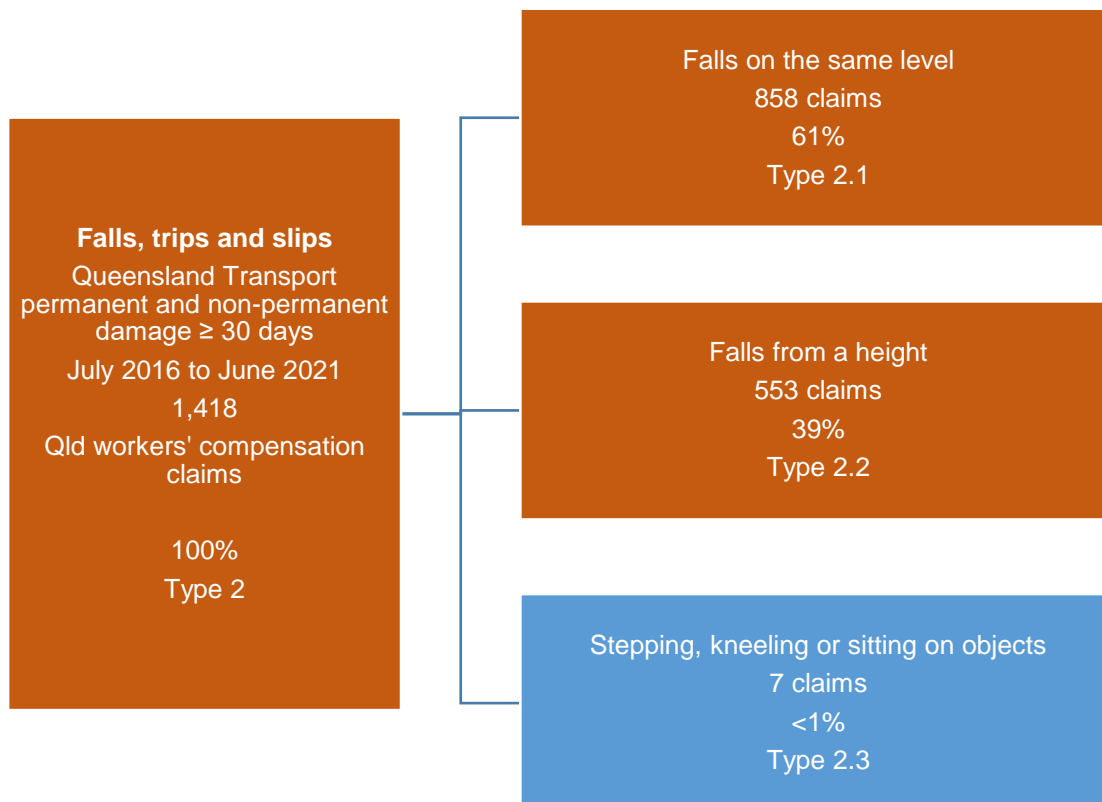 Falls, trips and slips
Queensland Transport
permanent and non-permanent
damage ≥ 30 days
July 2016 to June 2021
1,418
Qld workers' compensation
claims
100%
Type 2
Falls on the same level
858 claims
61%
Type 2.1
Falls from a height
553 claims
39%
Type 2.2
Stepping, kneeling or sitting on objects
7 claims
<1%
Type 2.3